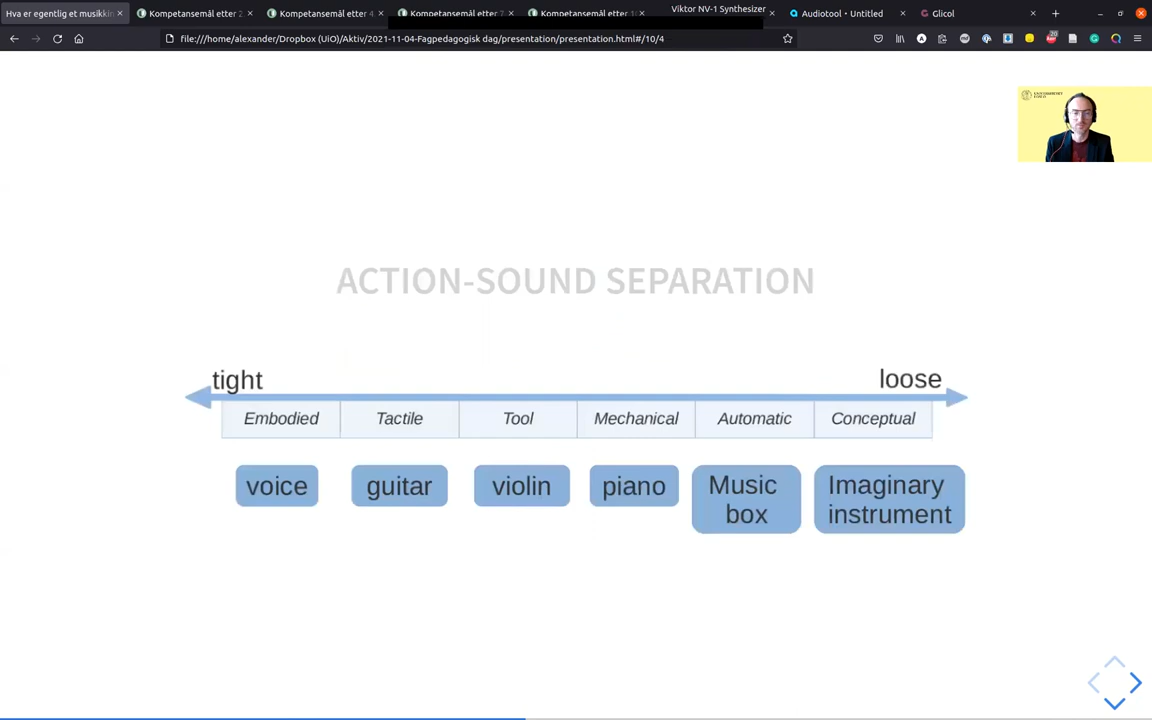 Hva er egentlig et musikkin
Kompetansemål etter 2
Kompetansemål etter 4
Kompetansemål etter 7
Kompetansemål etter 10
Viktor NV-1 Synthesizer
Audiotool • Untitled
Glicol
file:///home/alexander/Dropbox (UiO)/Aktiv/2021-11-04-Fagpedagogisk dag/presentation/presentation.html#/10/4
20
ACTION-SOUND SEPARATION
tight
loose
Embodied
Tactile
Tool
Mechanical
Automatic
Conceptual
voice
guitar
violin
piano
Music
box
Imaginary
instrument